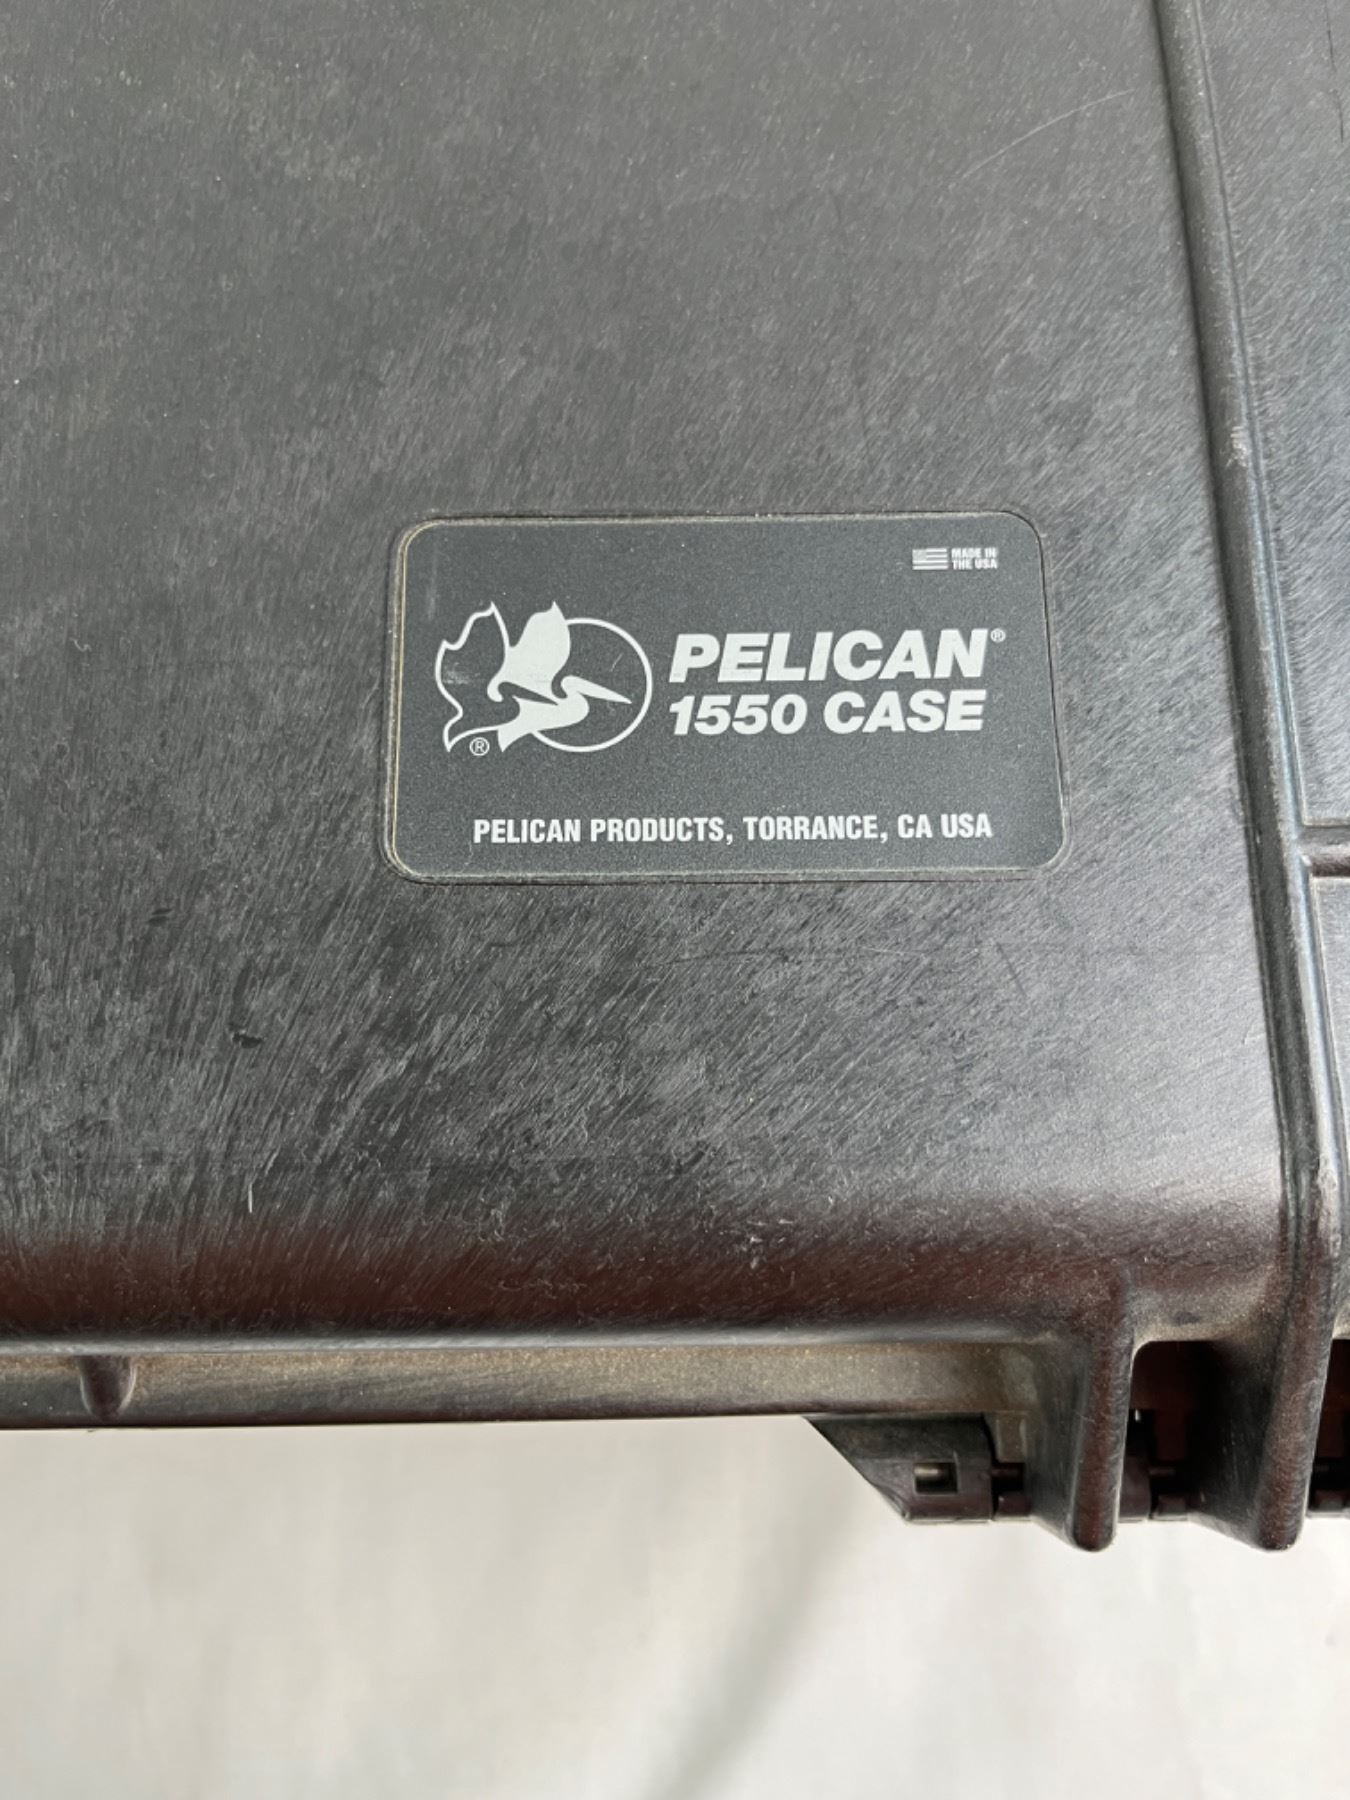 MADE IN
THE USA
PELICAN®
1550 CASE
®
PELICAN PRODUCTS, TORRANCE, CA USA